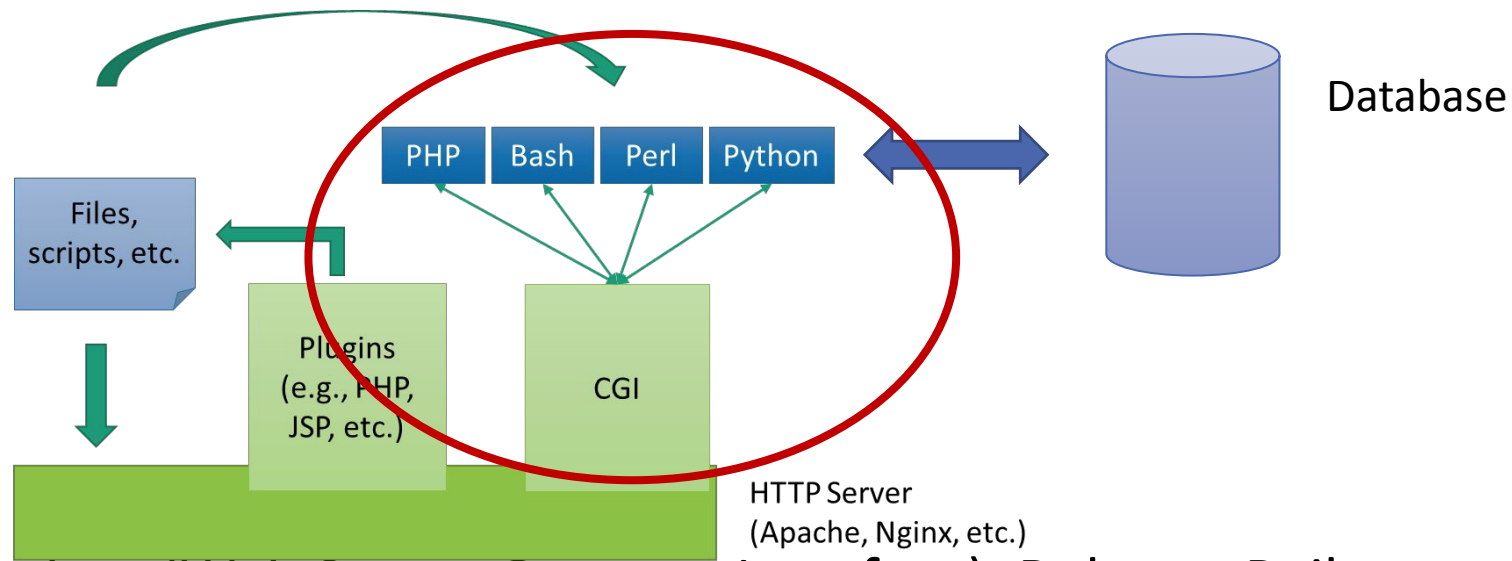 Database
PHP
Bash
Perl
Python
Files,
scripts, etc.
Plugins
(e.g., PHP,
JSP, etc.)
CGI
HTTP Server
(Apache, Nginx, etc.)